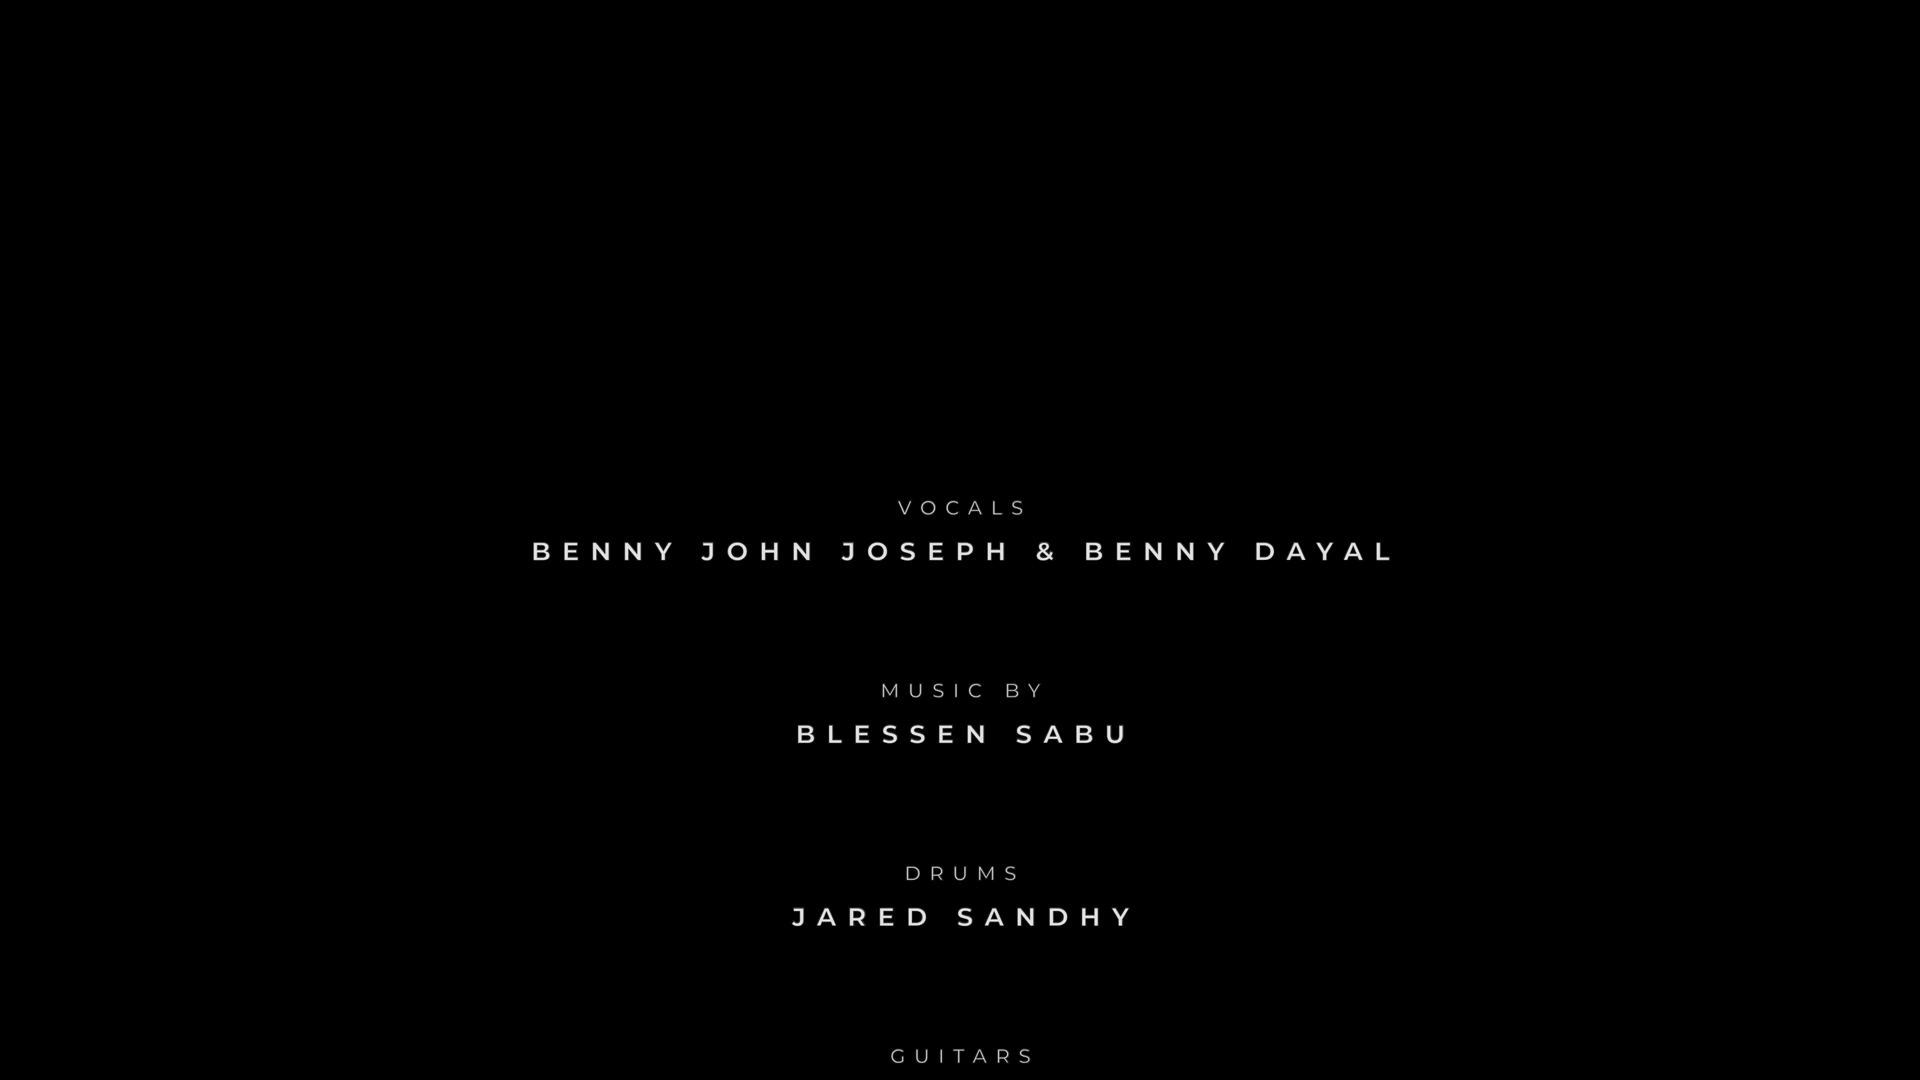 VOCALS
BENNY JOHN JOSEPH & BENNY DAYAL
MUSIC BY
BLESSEN SABU
DRUMS
JARED SANDHY
GUITARS